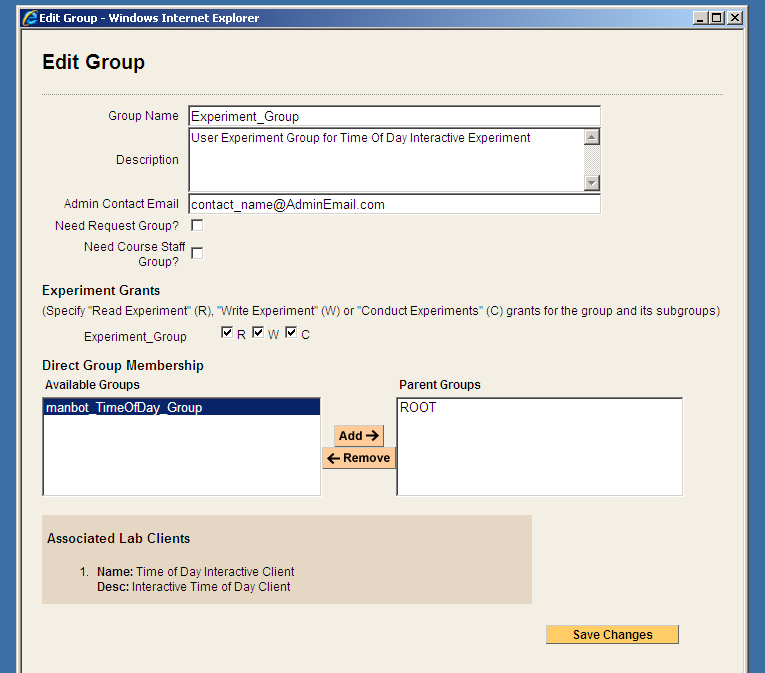 Edit Group - Windows Internet Explorer
Edit Group
Group Name
Experiment_Group
Description
User Experiment Group for Time Of Day Interactive Experiment
Admin Contact Email
contact_name@AdminEmail.com
Need Request Group?
Need Course Staff
Group?
Experiment Grants
(Specify "Read Experiment" (R), "Write Experiment" (W) or "Conduct Experiments" (C) grants for the group and its subgroups)
Experiment_Group R W C
Direct Group Membership
Available Groups
Parent Groups
manbot_TimeOfDay_Group
ROOT
Add →
← Remove
Associated Lab Clients
1. Name: Time of Day Interactive Client
Desc: Interactive Time of Day Client
Save Changes